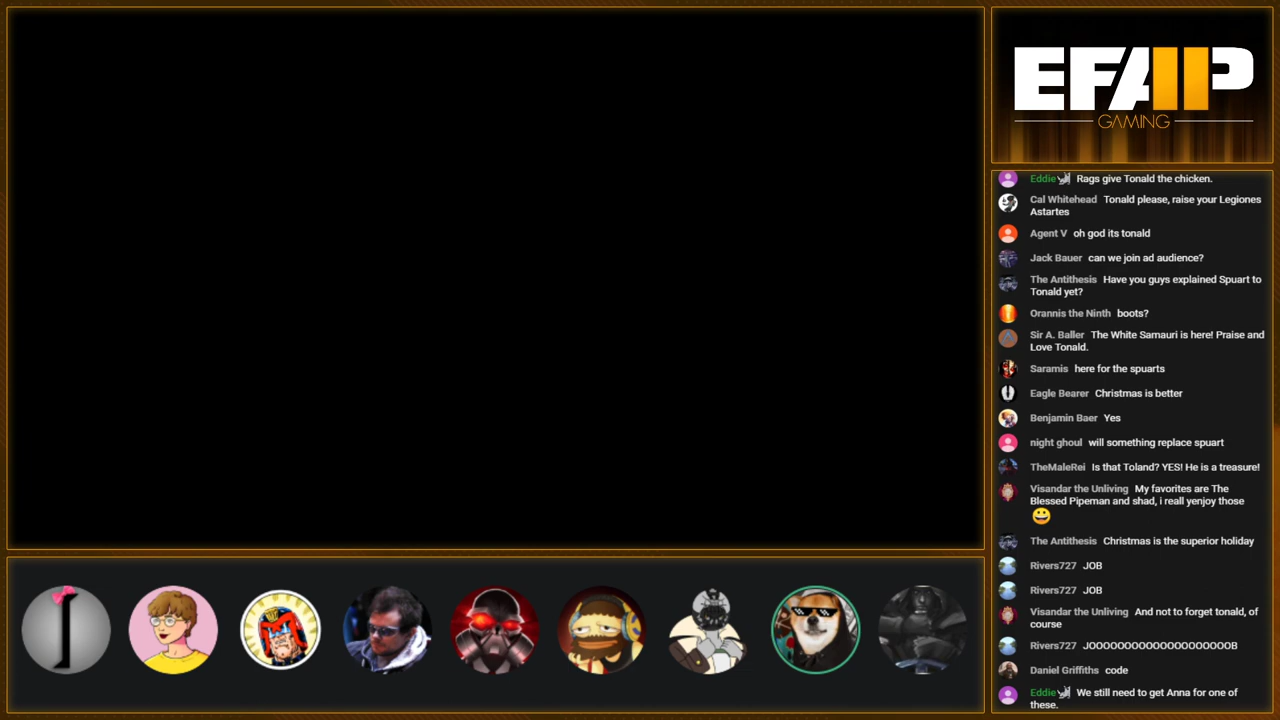 EFAP
GAMING
Eddie Rags give Tonald the chicken.
Cal Whitehead Tonald please, raise your Legiones
Astartes
Agent V oh god its tonald
Jack Bauer can we join ad audience?
The Antithesis Have you guys explained Spuart to
Tonald yet?
Orannis the Ninth boots?
Sir A. Baller The White Samauri is here! Praise and
Love Tonald.
Saramis here for the spuarts
Eagle Bearer Christmas is better
Benjamin Baer Yes
night ghoul will something replace spuart
TheMaleRei Is that Toland? YES! He is a treasure!
Visandar the Unliving My favorites are The
Blessed Pipeman and shad, i reall yenjoy those
😀
The Antithesis Christmas is the superior holiday
Rivers727 JOB
Rivers727 JOB
Visandar the Unliving And not to forget tonald, of
course
Rivers727 JOOOOOOOOOOOOOOOOOOOOOB
Daniel Griffiths code
Eddie We still need to get Anna for one of
these.